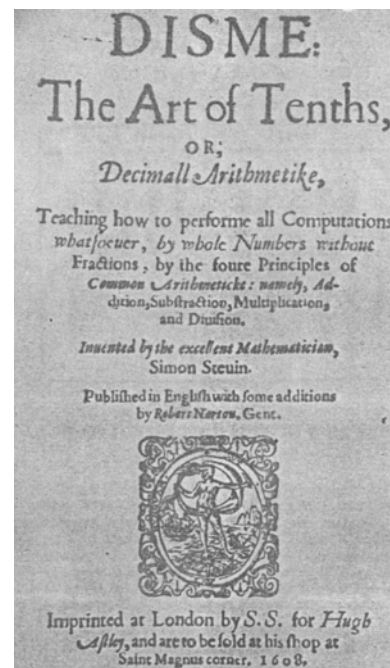 DISME:
The Art of Tenths,
OR;
Decimall Arithmetike,
Teaching how to performe all Computations
whatſoeuer, by whole Numbers without
Fractions, by the foure Principles of
Common Arithmeticke: namely, Ad-
dition, Subſtraction, Multiplication,
and Diuiſion.
Inuented by the excellent Mathematician,
Simon Steuin.
Publiſhed in Engliſh with ſome additions
by Robert Norton, Gent.
Imprinted at London by S. S. for Hugh
Aſtley, and are to be ſold at his ſhop at
Saint Magnus corner. 1608.